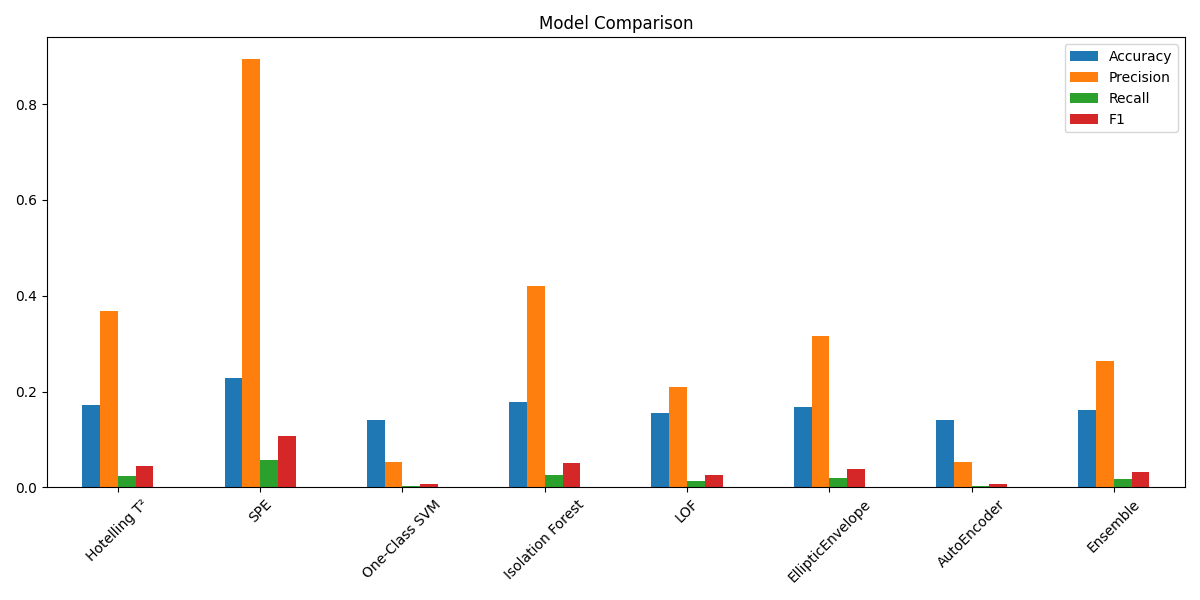 Model Comparison
Accuracy
Precision
Recall
F1
0.8
0.6
0.4
0.2
0.0
Hotelling T²
SPE
One-Class SVM
Isolation Forest
LOF
EllipticEnvelope
AutoEncoder
Ensemble